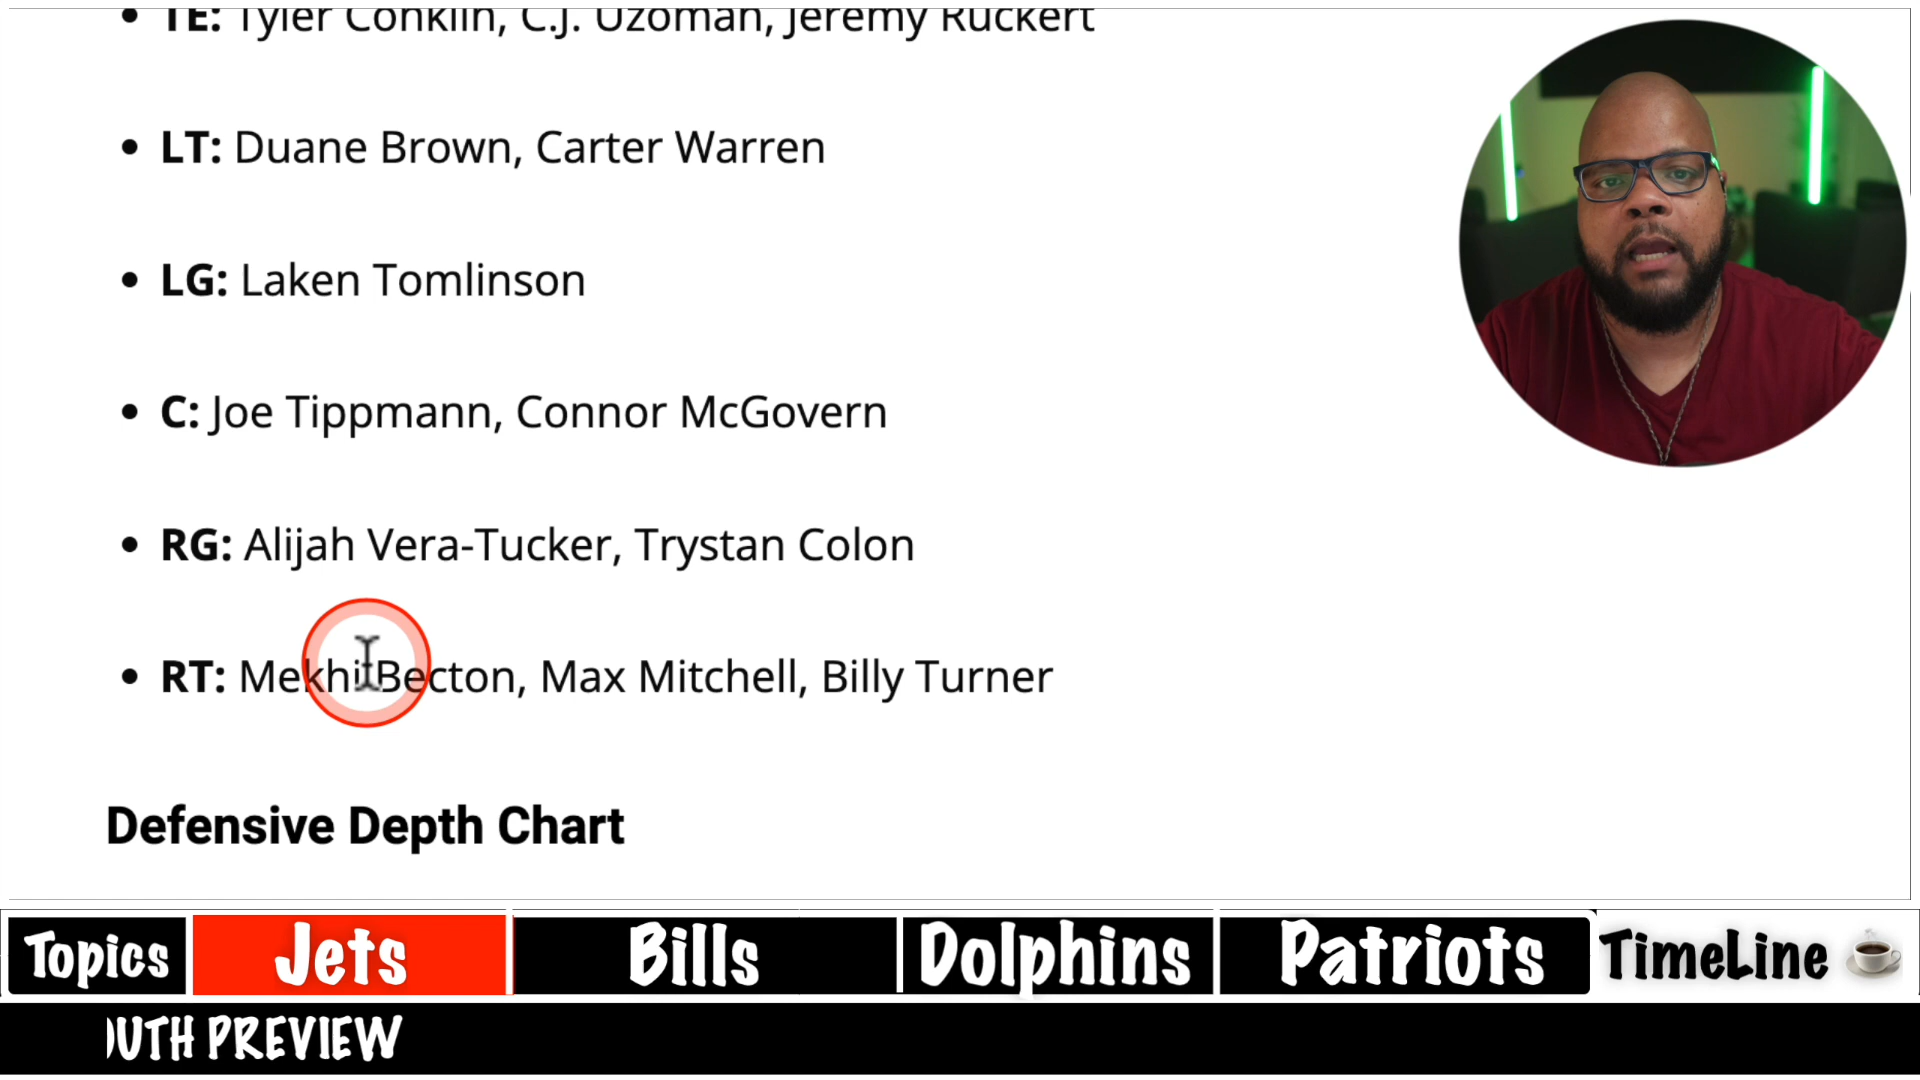 • TE: Tyler Conklin, C.J. Uzomah, Jeremy Ruckert
• LT: Duane Brown, Carter Warren
• LG: Laken Tomlinson
• C: Joe Tippmann, Connor McGovern
• RG: Alijah Vera-Tucker, Trystan Colon
• RT: Mekhi Becton, Max Mitchell, Billy Turner
Defensive Depth Chart
Topics Jets Bills Dolphins Patriots TimeLine
OUTH PREVIEW